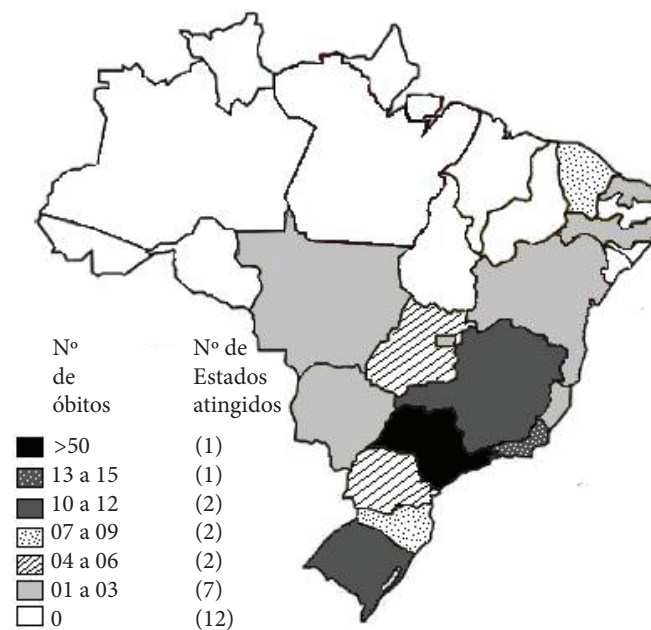 Nº de óbitos
Nº de Estados atingidos
>50 (1)
13 a 15 (1)
10 a 12 (2)
07 a 09 (2)
04 a 06 (2)
01 a 03 (7)
0 (12)